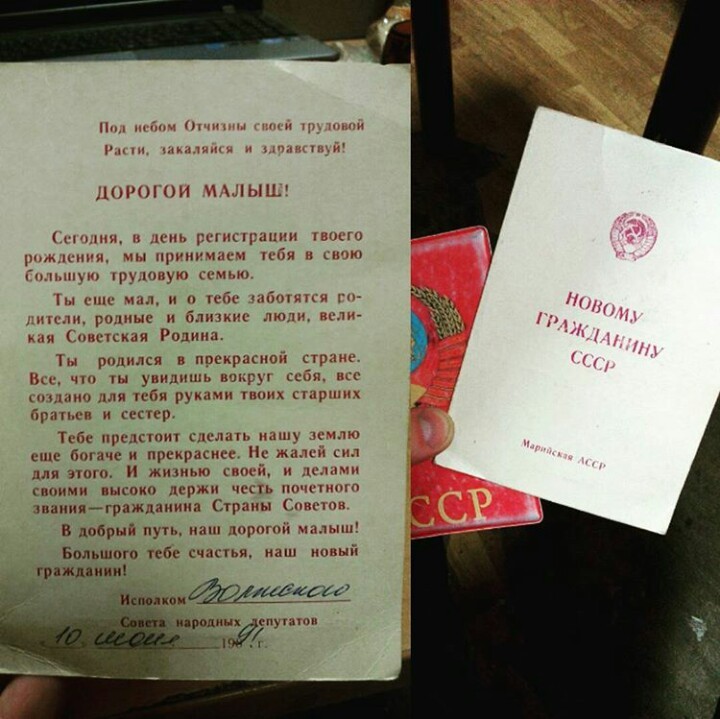 Под небом Отчизны своей трудовой
Расти, закаляйся и здравствуй!
ДОРОГОЙ МАЛЫШ!
Сегодня, в день регистрации твоего
рождения, мы принимаем тебя в свою
большую трудовую семью.
Ты еще мал, и о тебе заботятся ро-
дители, родные и близкие люди, вели-
кая Советская Родина.
Ты родился в прекрасной стране.
Все, что ты увидишь вокруг себя, все
создано для тебя руками твоих старших
братьев и сестер.
Тебе предстоит сделать нашу землю
еще богаче и прекраснее. Не жалей сил
для этого. И жизнью своей, и делами
своими высоко держи честь почетного
звания—гражданина Страны Советов.
В добрый путь, наш дорогой малыш!
Большого тебе счастья, наш новый
гражданин!
Исполком Волжского
Совета народных депутатов
10 июня 1991 г.
НОВОМУ
ГРАЖДАНИНУ
СССР
Марийская АССР
ССР